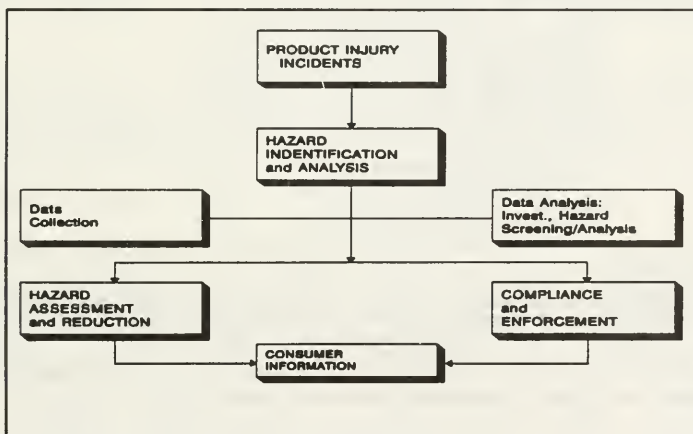 PRODUCT INJURY
INCIDENTS
HAZARD
INDENTIFICATION
and ANALYSIS
Data
Collection
Data Analysis:
Invest., Hazard
Screening/Analysis
HAZARD
ASSESSMENT
and REDUCTION
COMPLIANCE
and
ENFORCEMENT
CONSUMER
INFORMATION